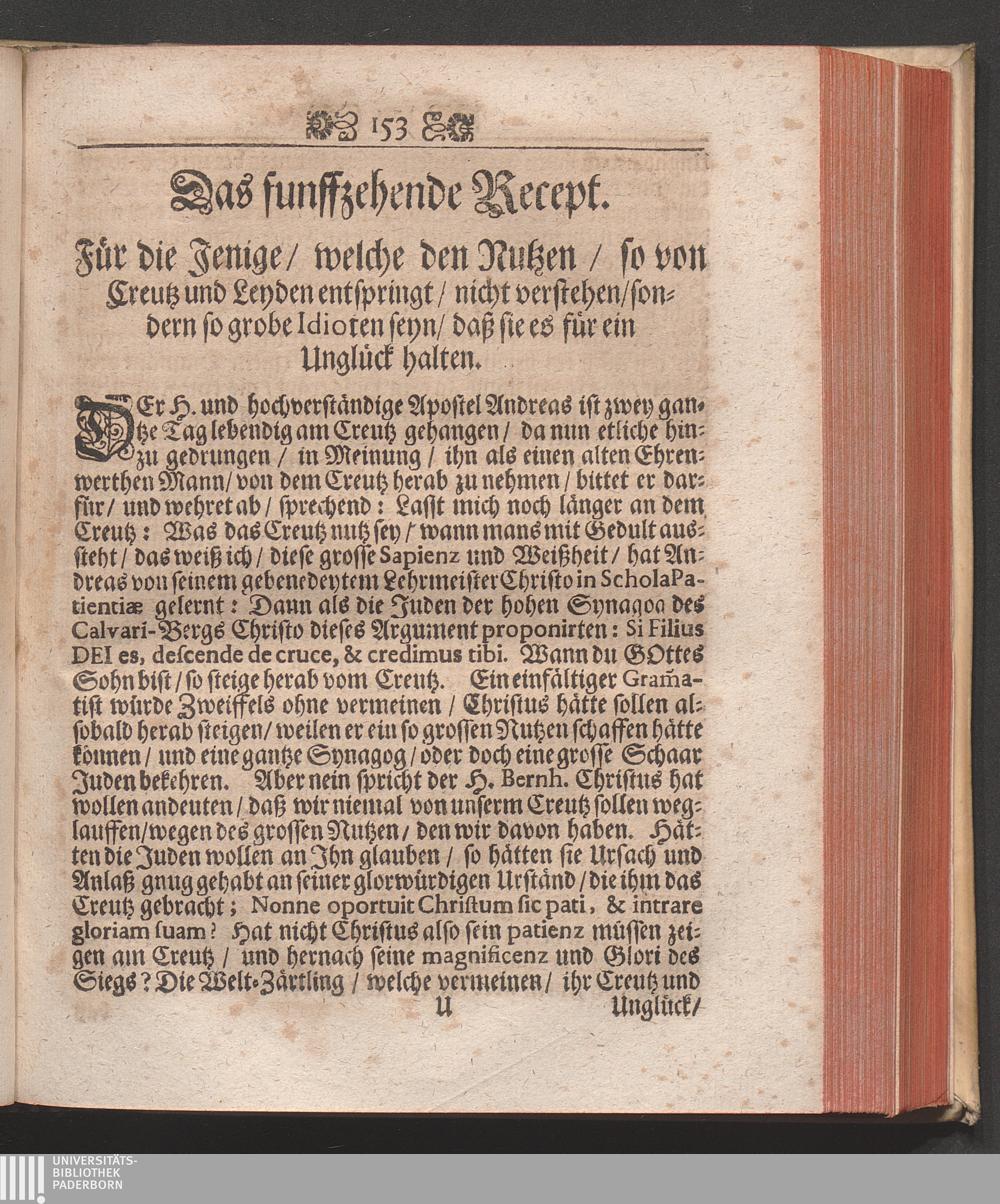 153
Das funffzehende Recept.
Für die Jenige/ welche den Nutzen / so von
Creutz und Leyden entspringt / nicht verstehen/son-
dern so grobe Idioten seyn/ daß sie es für ein
Unglück halten.
DEr H. und hochverständige Apostel Andreas ist zwey gan-
tze Tag lebendig am Creutz gehangen / da nun etliche hin-
zu gedrungen / in Meinung / ihn als einen alten Ehren-
werthen Mann/ von dem Creutz herab zu nehmen / bittet er dar-
für/ und wehret ab / sprechend: Lasst mich noch länger an dem
Creutz: Was das Creutz nutz sey / wann mans mit Gedult aus-
steht/ das weiß ich / diese grosse Sapienz und Weißheit / hat An-
dreas von seinem gebenedeytem Lehrmeister Christo in Schola Pa-
tientiæ gelernt: Dann als die Juden der hohen Synagog des
Calvari-Bergs Christo dieses Argument proponirten: Si Filius
DEI es, descende de cruce, & credimus tibi. Wann du GOttes
Sohn bist / so steige herab vom Creutz. Ein einfältiger Gram̃a-
tist würde Zweiffels ohne vermeinen / Christus hätte sollen al-
sobald herab steigen/ weilen er ein so grossen Nutzen schaffen hätte
können / und eine gantze Synagog / oder doch eine grosse Schaar
Juden bekehren. Aber nein spricht der H. Bernh. Christus hat
wollen andeuten / daß wir niemal von unserm Creutz sollen weg-
lauffen/wegen des grossen Nutzen / den wir davon haben. Hät-
ten die Juden wollen an Ihn glauben / so hätten sie Ursach und
Anlaß gnug gehabt an seiner glorwürdigen Urständ / die ihm das
Creutz gebracht; Nonne oportuit Christum sic pati, & intrare
gloriam suam? Hat nicht Christus also sein patienz müssen zei-
gen am Creutz / und hernach seine magnificenz und Glori des
Siegs? Die Welt-Zärtling / welche vermeinen / ihr Creutz und
U Unglück/
UNIVERSITÄTS-
BIBLIOTHEK
PADERBORN